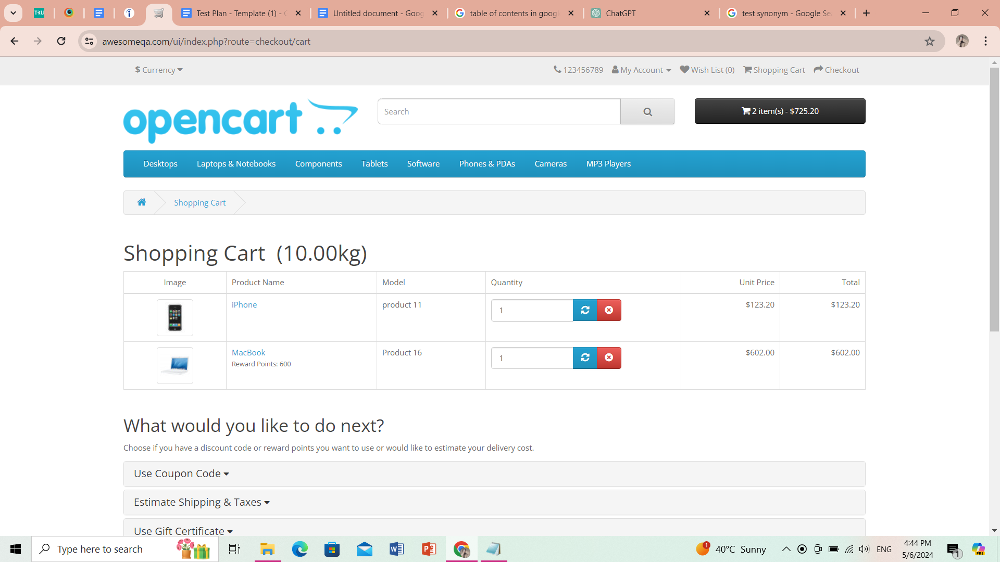 Test Plan - Template (1) -
Untitled document - Goog
table of contents in googl
ChatGPT
test synonym - Google Se
awesomeqa.com/ui/index.php?route=checkout/cart
$ Currency
123456789
My Account
Wish List (0)
Shopping Cart
Checkout
opencart
Search
2 item(s) - $725.20
Desktops
Laptops & Notebooks
Components
Tablets
Software
Phones & PDAs
Cameras
MP3 Players
Shopping Cart
Shopping Cart (10.00kg)
Image Product Name Model Quantity Unit Price Total
iPhone product 11 1 $123.20 $123.20
MacBook Product 16 1 $602.00 $602.00
Reward Points: 600
What would you like to do next?
Choose if you have a discount code or reward points you want to use or would like to estimate your delivery cost.
Use Coupon Code
Estimate Shipping & Taxes
Use Gift Certificate
Type here to search
1
40°C Sunny
ENG
4:44 PM
5/6/2024
1
PRE